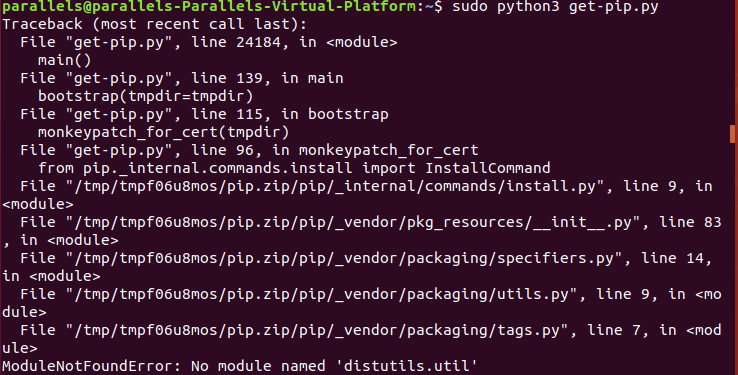 parallels@parallels-Parallels-Virtual-Platform:~$ sudo python3 get-pip.py
Traceback (most recent call last):
  File "get-pip.py", line 24184, in <module>
    main()
  File "get-pip.py", line 139, in main
    bootstrap(tmpdir=tmpdir)
  File "get-pip.py", line 115, in bootstrap
    monkeypatch_for_cert(tmpdir)
  File "get-pip.py", line 96, in monkeypatch_for_cert
    from pip._internal.commands.install import InstallCommand
  File "/tmp/tmpf06u8mos/pip.zip/pip/_internal/commands/install.py", line 9, in
<module>
  File "/tmp/tmpf06u8mos/pip.zip/pip/_vendor/pkg_resources/__init__.py", line 83
, in <module>
  File "/tmp/tmpf06u8mos/pip.zip/pip/_vendor/packaging/specifiers.py", line 14,
in <module>
  File "/tmp/tmpf06u8mos/pip.zip/pip/_vendor/packaging/utils.py", line 9, in <mo
dule>
  File "/tmp/tmpf06u8mos/pip.zip/pip/_vendor/packaging/tags.py", line 7, in <mod
ule>
ModuleNotFoundError: No module named 'distutils.util'